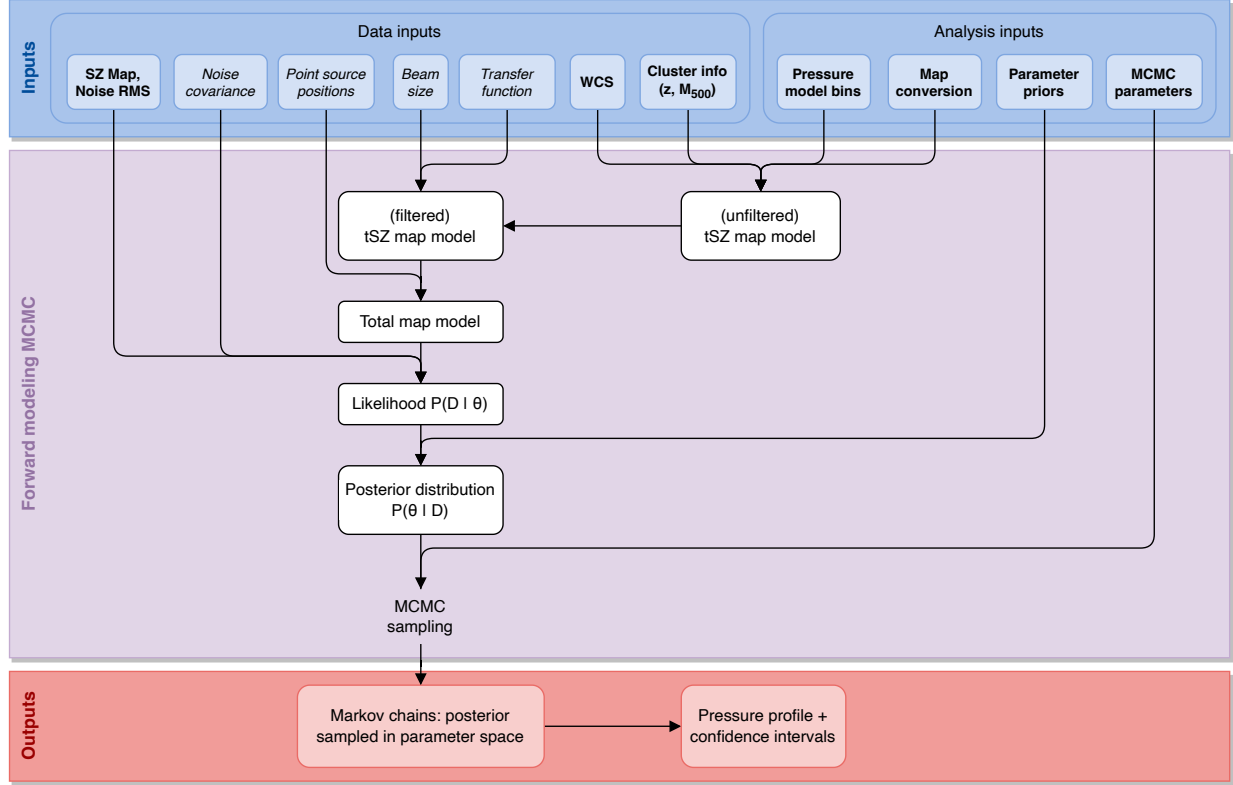 Inputs
Data inputs
SZ Map,
Noise RMS
Noise
covariance
Point source
positions
Beam
size
Transfer
function
WCS
Cluster info
(z, M500)
Analysis inputs
Pressure
model bins
Map
conversion
Parameter
priors
MCMC
parameters
Forward modeling MCMC
(filtered)
tSZ map model
(unfiltered)
tSZ map model
Total map model
Likelihood P(D | θ)
Posterior distribution
P(θ | D)
MCMC
sampling
Outputs
Markov chains: posterior
sampled in parameter space
Pressure profile +
confidence intervals